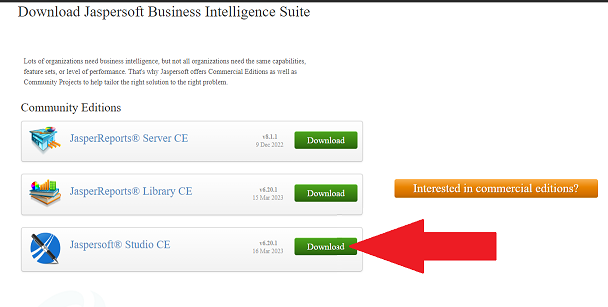 Download Jaspersoft Business Intelligence Suite
Lots of organizations need business intelligence, but not all organizations need the same capabilities,
feature sets, or level of performance. That's why Jaspersoft offers Commercial Editions as well as
Community Projects to help tailor the right solution to the right problem.
Community Editions
JasperReports® Server CE
v8.1.1
9 Dec 2022
Download
JasperReports® Library CE
v6.20.1
15 Mar 2023
Download
Interested in commercial editions?
Jaspersoft® Studio CE
v6.20.1
16 Mar 2023
Download